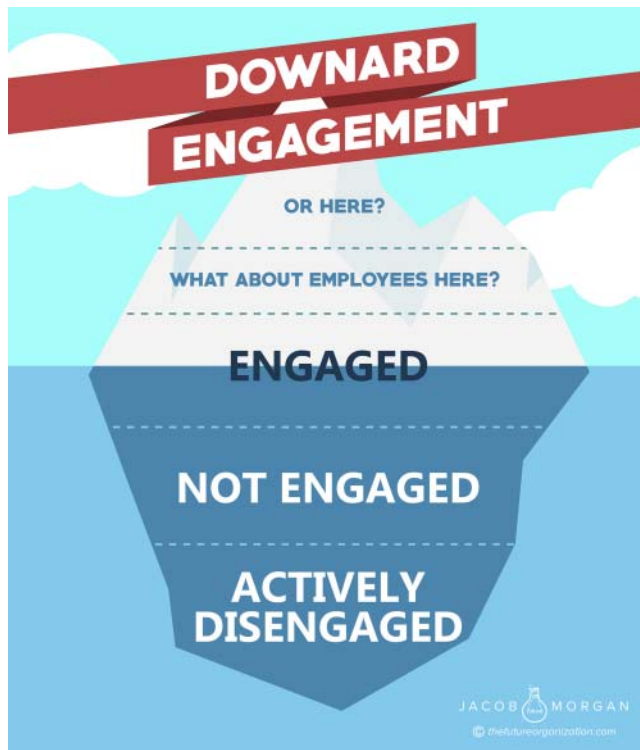 DOWNARD
ENGAGEMENT
OR HERE?
WHAT ABOUT EMPLOYEES HERE?
ENGAGED
NOT ENGAGED
ACTIVELY
DISENGAGED
JACOB MORGAN
© thefutureorganization.com